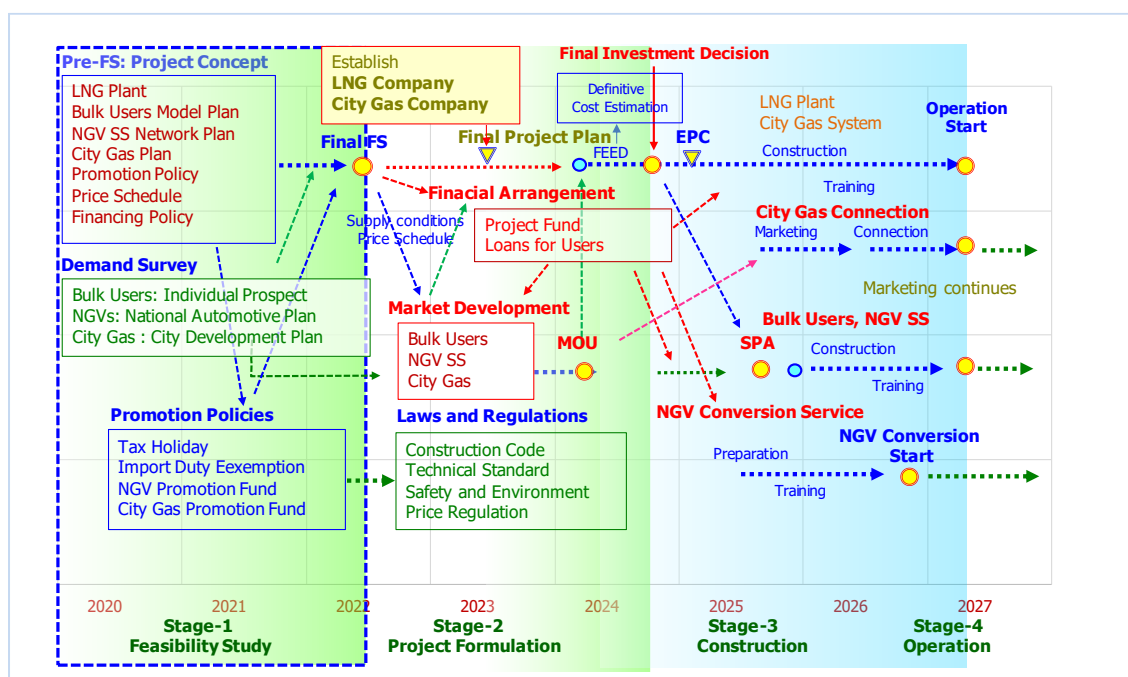 Pre-FS: Project Concept
LNG Plant
Bulk Users Model Plan
NGV SS Network Plan
City Gas Plan
Promotion Policy
Price Schedule
Financing Policy
Establish
LNG Company
City Gas Company
Final Investment Decision
Definitive
Cost Estimation
LNG Plant
City Gas System
Operation
Start
Final FS
Final Project Plan
FEED
EPC
Construction
Training
Finacial Arrangement
Project Fund
Loans for Users
Supply conditions
Price Schedule
City Gas Connection
Marketing
Connection
Demand Survey
Bulk Users: Individual Prospect
NGVs: National Automotive Plan
City Gas : City Development Plan
Marketing continues
Market Development
Bulk Users
NGV SS
City Gas
MOU
Bulk Users, NGV SS
SPA
Construction
Training
Promotion Policies
Tax Holiday
Import Duty Eexemption
NGV Promotion Fund
City Gas Promotion Fund
Laws and Regulations
Construction Code
Technical Standard
Safety and Environment
Price Regulation
NGV Conversion Service
NGV Conversion
Start
Preparation
Training
2020
2021
2022
2023
2024
2025
2026
2027
Stage-1
Feasibility Study
Stage-2
Project Formulation
Stage-3
Construction
Stage-4
Operation